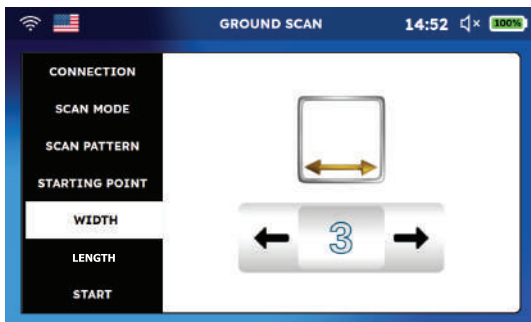 GROUND SCAN 14:52 100%
CONNECTION
SCAN MODE
SCAN PATTERN
STARTING POINT
WIDTH
3
LENGTH
START